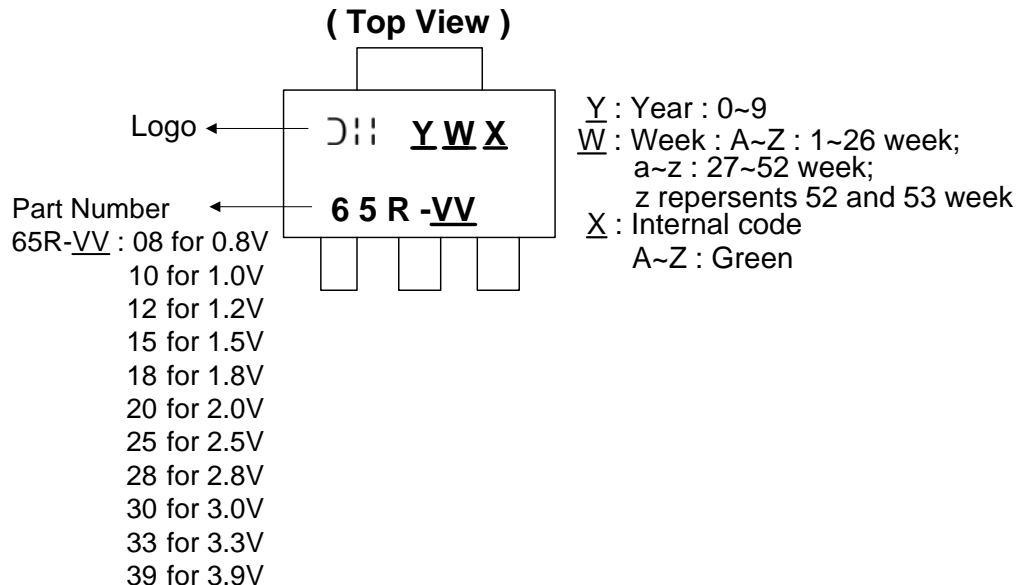 ( Top View )
Logo
Y W X
Y : Year : 0~9
W : Week : A~Z : 1~26 week;
a~z : 27~52 week;
z repersents 52 and 53 week
X : Internal code
A~Z : Green
Part Number
6 5 R -VV
65R-VV : 08 for 0.8V
10 for 1.0V
12 for 1.2V
15 for 1.5V
18 for 1.8V
20 for 2.0V
25 for 2.5V
28 for 2.8V
30 for 3.0V
33 for 3.3V
39 for 3.9V